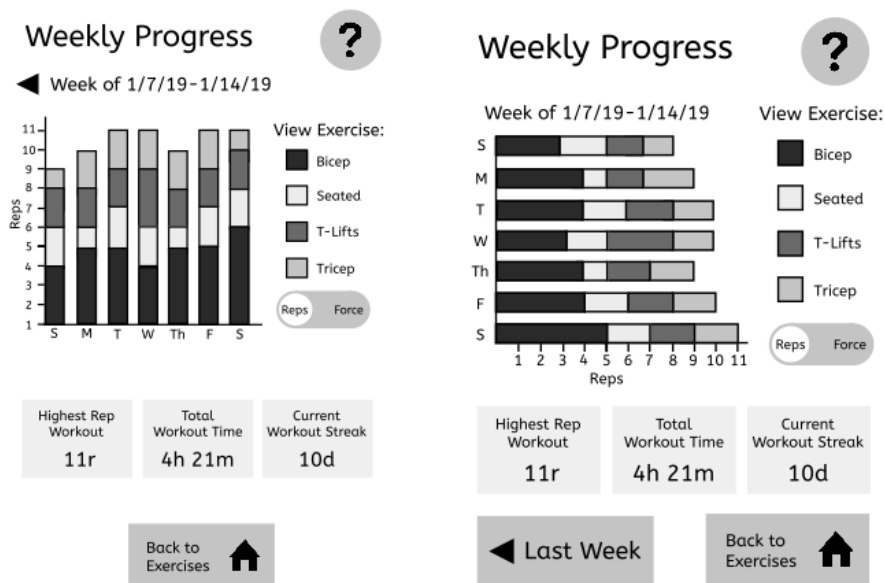 Weekly Progress
?
Week of 1/7/19-1/14/19
View Exercise:
11
10
9
8
7
6
5
4
3
2
1
Reps
S M T W Th F S
Bicep
Seated
T-Lifts
Tricep
Reps Force
Highest Rep
Workout
11r
Total
Workout Time
4h 21m
Current
Workout Streak
10d
Back to
Exercises
Weekly Progress
?
Week of 1/7/19-1/14/19
View Exercise:
S
M
T
W
Th
F
S
1 2 3 4 5 6 7 8 9 10 11
Reps
Bicep
Seated
T-Lifts
Tricep
Reps Force
Highest Rep
Workout
11r
Total
Workout Time
4h 21m
Current
Workout Streak
10d
Last Week
Back to
Exercises